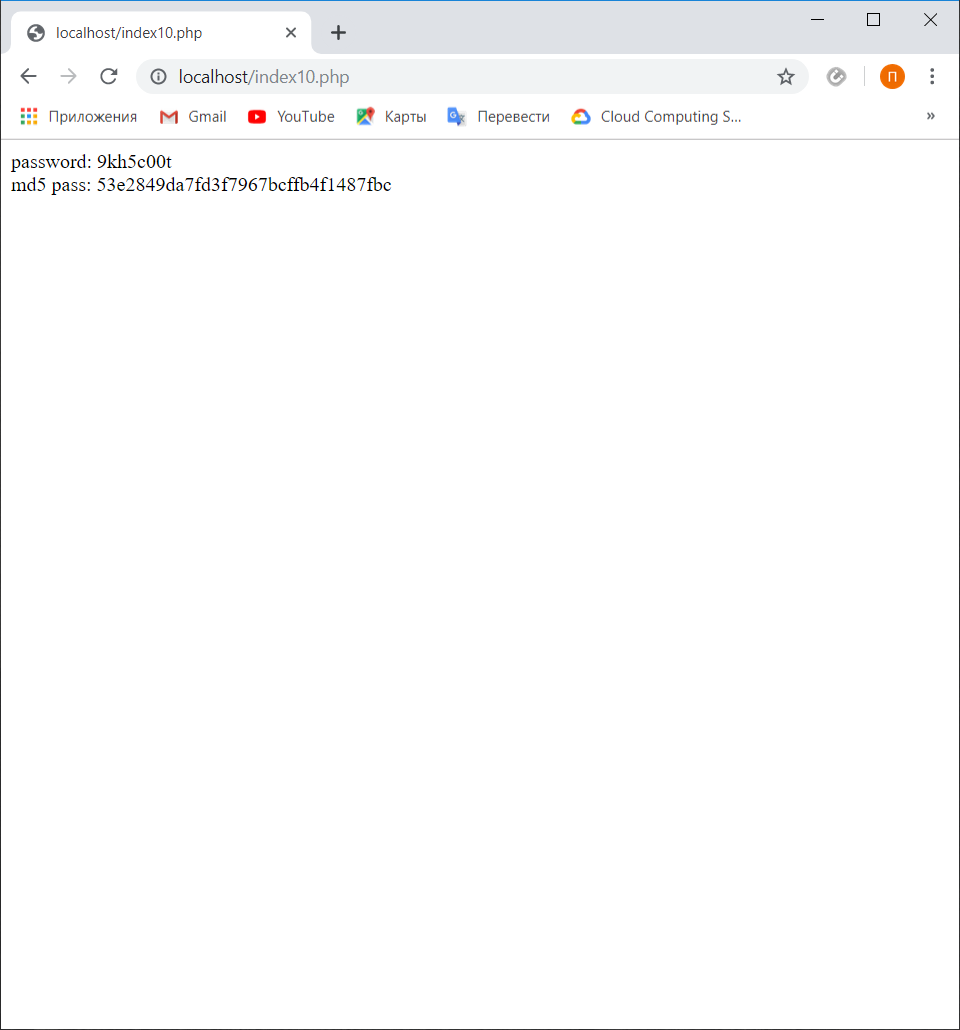 localhost/index10.php
localhost/index10.php
П
Приложения Gmail YouTube Карты Перевести Cloud Computing S... »
password: 9kh5c00t
md5 pass: 53e2849da7fd3f7967bcffb4f1487fbc